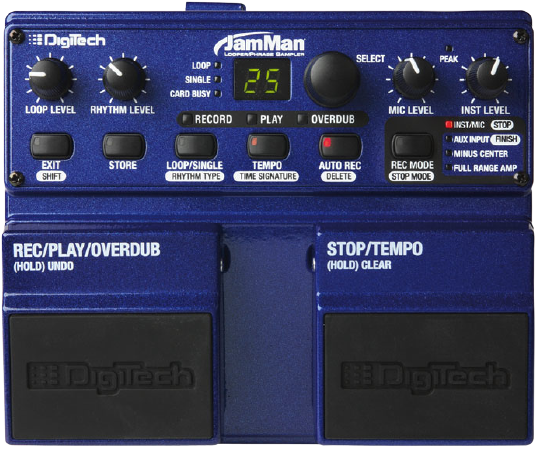 DigiTech
JamMan
LOOPER/PHRASE SAMPLER
LOOP
SINGLE
CARD BUSY
25
SELECT
PEAK
LOOP LEVEL
RHYTHM LEVEL
MIC LEVEL
INST LEVEL
RECORD
PLAY
OVERDUB
INST/MIC STOP
AUX INPUT FINISH
MINUS CENTER
FULL RANGE AMP
EXIT
SHIFT
STORE
LOOP/SINGLE
RHYTHM TYPE
TEMPO
TIME SIGNATURE
AUTO REC
DELETE
REC MODE
STOP MODE
REC/PLAY/OVERDUB
(HOLD) UNDO
STOP/TEMPO
(HOLD) CLEAR
DigiTech
DigiTech